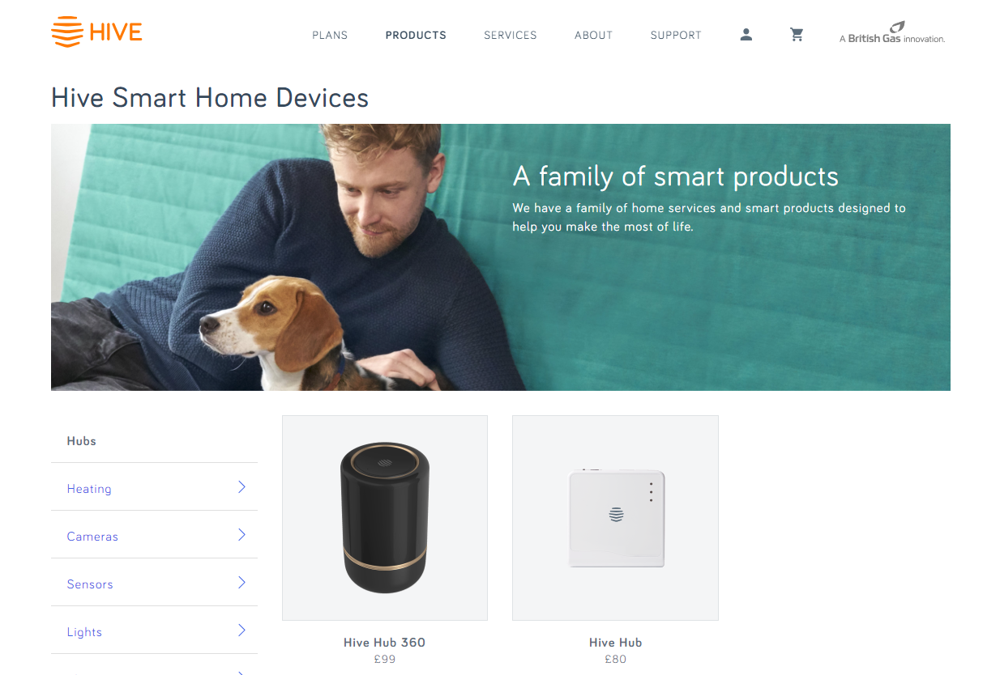 HIVE
PLANS
PRODUCTS
SERVICES
ABOUT
SUPPORT
A British Gas innovation.
Hive Smart Home Devices
A family of smart products
We have a family of home services and smart products designed to
help you make the most of life.
Hubs
Heating
Cameras
Sensors
Lights
Hive Hub 360
£99
Hive Hub
£80